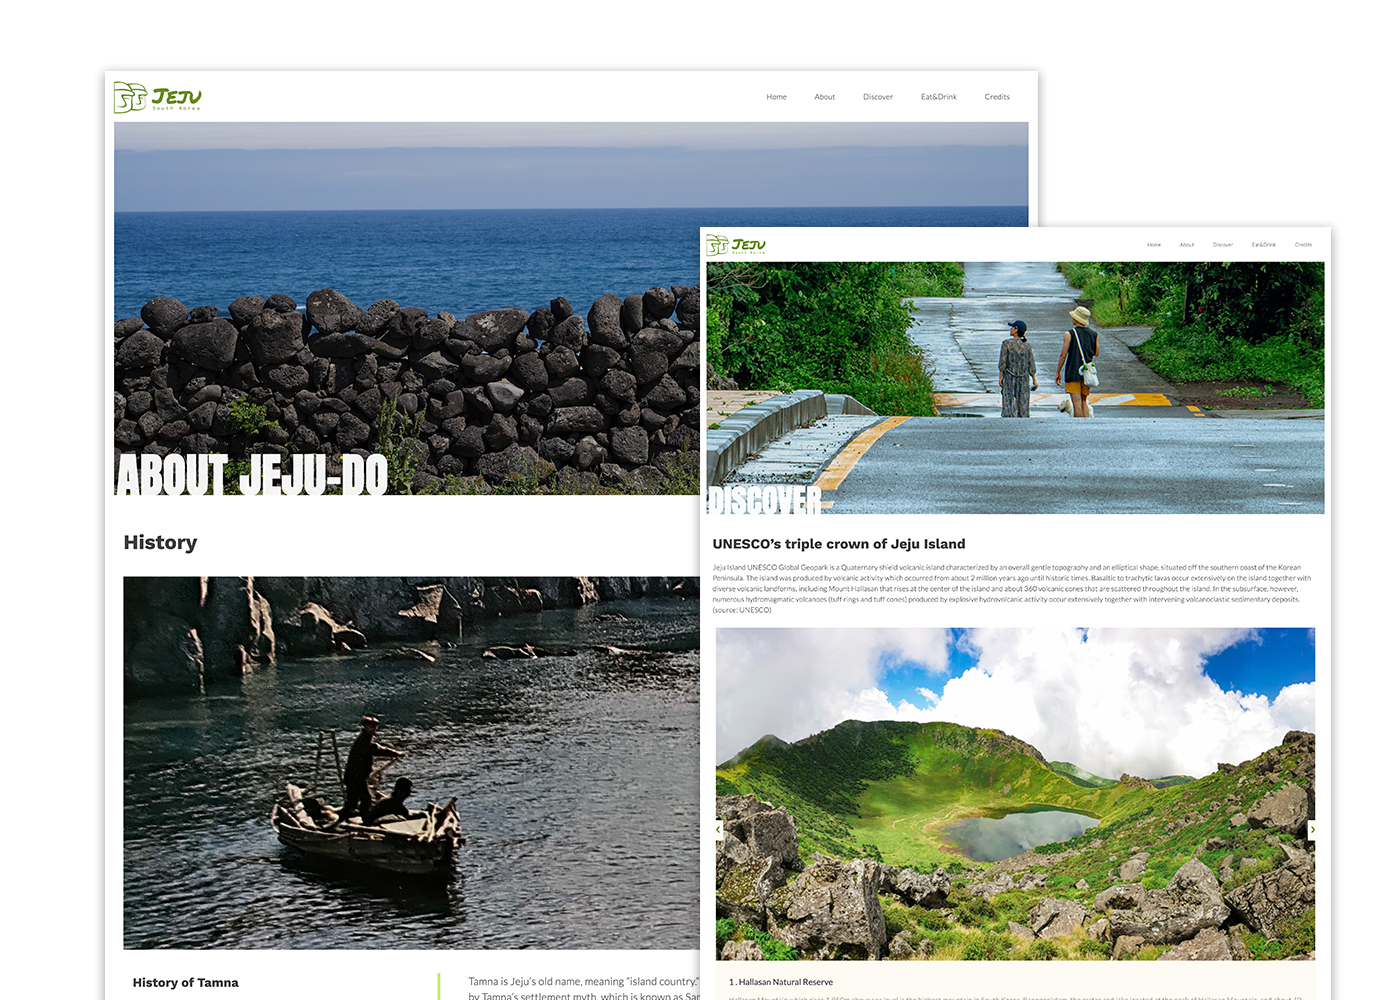 JEJU
South Korea
Home About Discover Eat&Drink Credits
ABOUT JEJU-DO
History
History of Tamna
Tamna is Jeju's old name, meaning "island country."
by Tamna's settlement myth, which is known as Sam
JEJU
South Korea
Home About Discover Eat&Drink Credits
DISCOVER
UNESCO's triple crown of Jeju Island
Jeju Island UNESCO Global Geopark is a Quaternary shield volcanic island characterized by an overall gentle topography and an elliptical shape, situated off the southern coast of the Korean
Peninsula. The island was produced by volcanic activity which occurred from about 2 million years ago until historic times. Basaltic to trachytic lavas occur extensively on the island together with
diverse volcanic landforms, including Mount Hallasan that rises at the center of the island and about 360 volcanic cones that are scattered throughout the island. In the subsurface, however,
numerous hydromagmatic volcanoes (tuff rings and tuff cones) produced by explosive hydrovolcanic activity occur extensively together with intervening volcanoclastic sedimentary deposits.
(source: UNESCO)
1 . Hallasan Natural Reserve